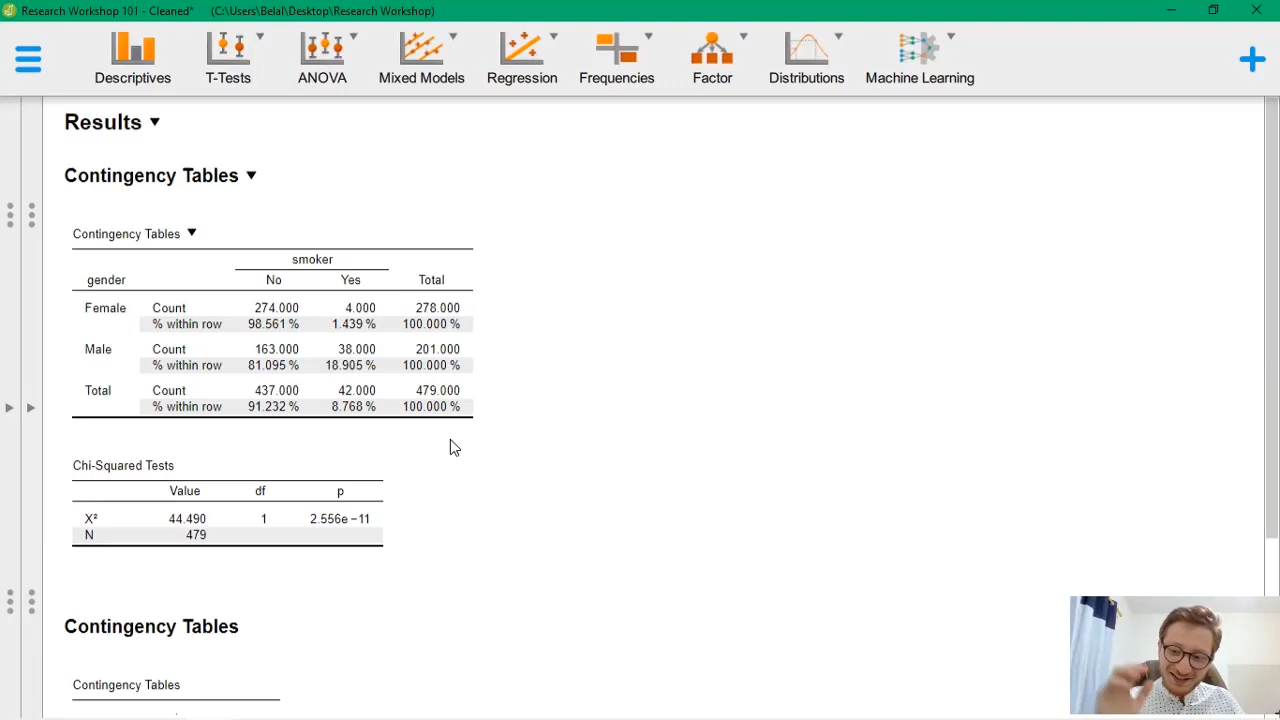 Research Workshop 101 - Cleaned* (C:\Users\Belal\Desktop\Research Workshop)
Descriptives T-Tests ANOVA Mixed Models Regression Frequencies Factor Distributions Machine Learning
Results
Contingency Tables
Contingency Tables
smoker
gender No Yes Total
Female Count 274.000 4.000 278.000
% within row 98.561 % 1.439 % 100.000 %
Male Count 163.000 38.000 201.000
% within row 81.095 % 18.905 % 100.000 %
Total Count 437.000 42.000 479.000
% within row 91.232 % 8.768 % 100.000 %
Chi-Squared Tests
Value df p
X² 44.490 1 2.556e −11
N 479
Contingency Tables
Contingency Tables